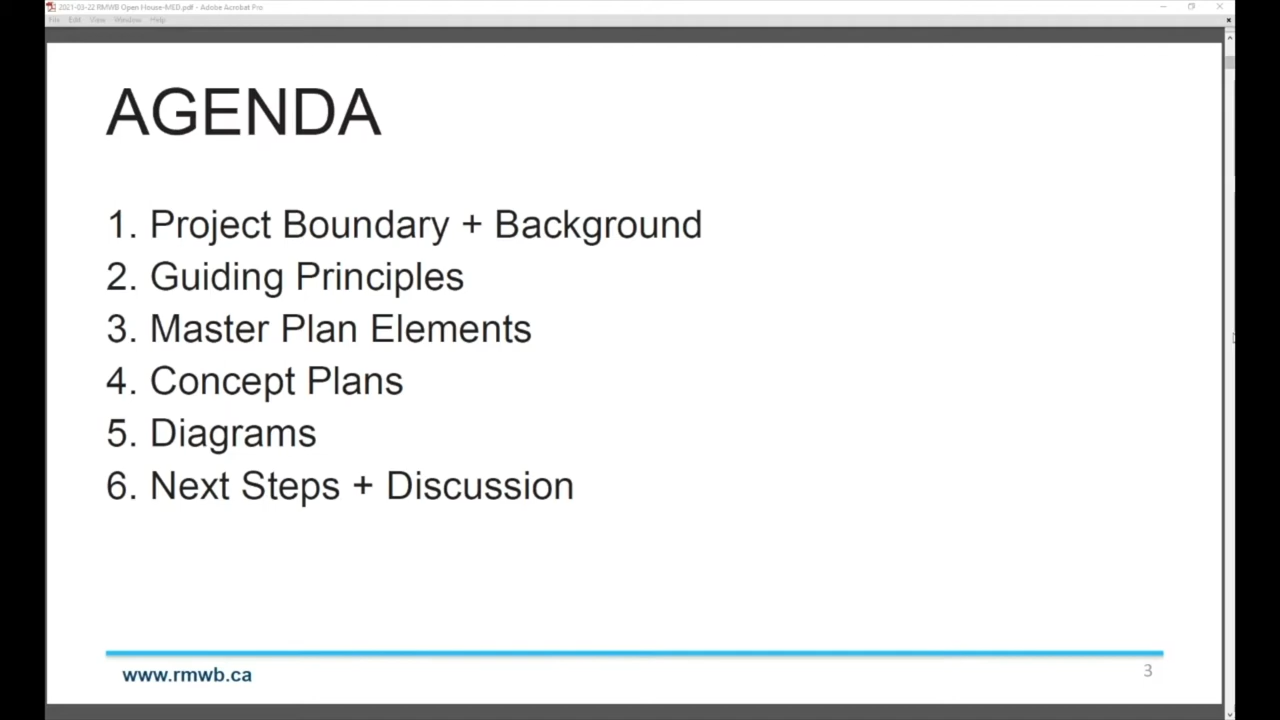 2021-03-22 RMWB Open House-MED.pdf - Adobe Acrobat Pro
File Edit View Window Help
AGENDA
1. Project Boundary + Background
2. Guiding Principles
3. Master Plan Elements
4. Concept Plans
5. Diagrams
6. Next Steps + Discussion
www.rmwb.ca
3